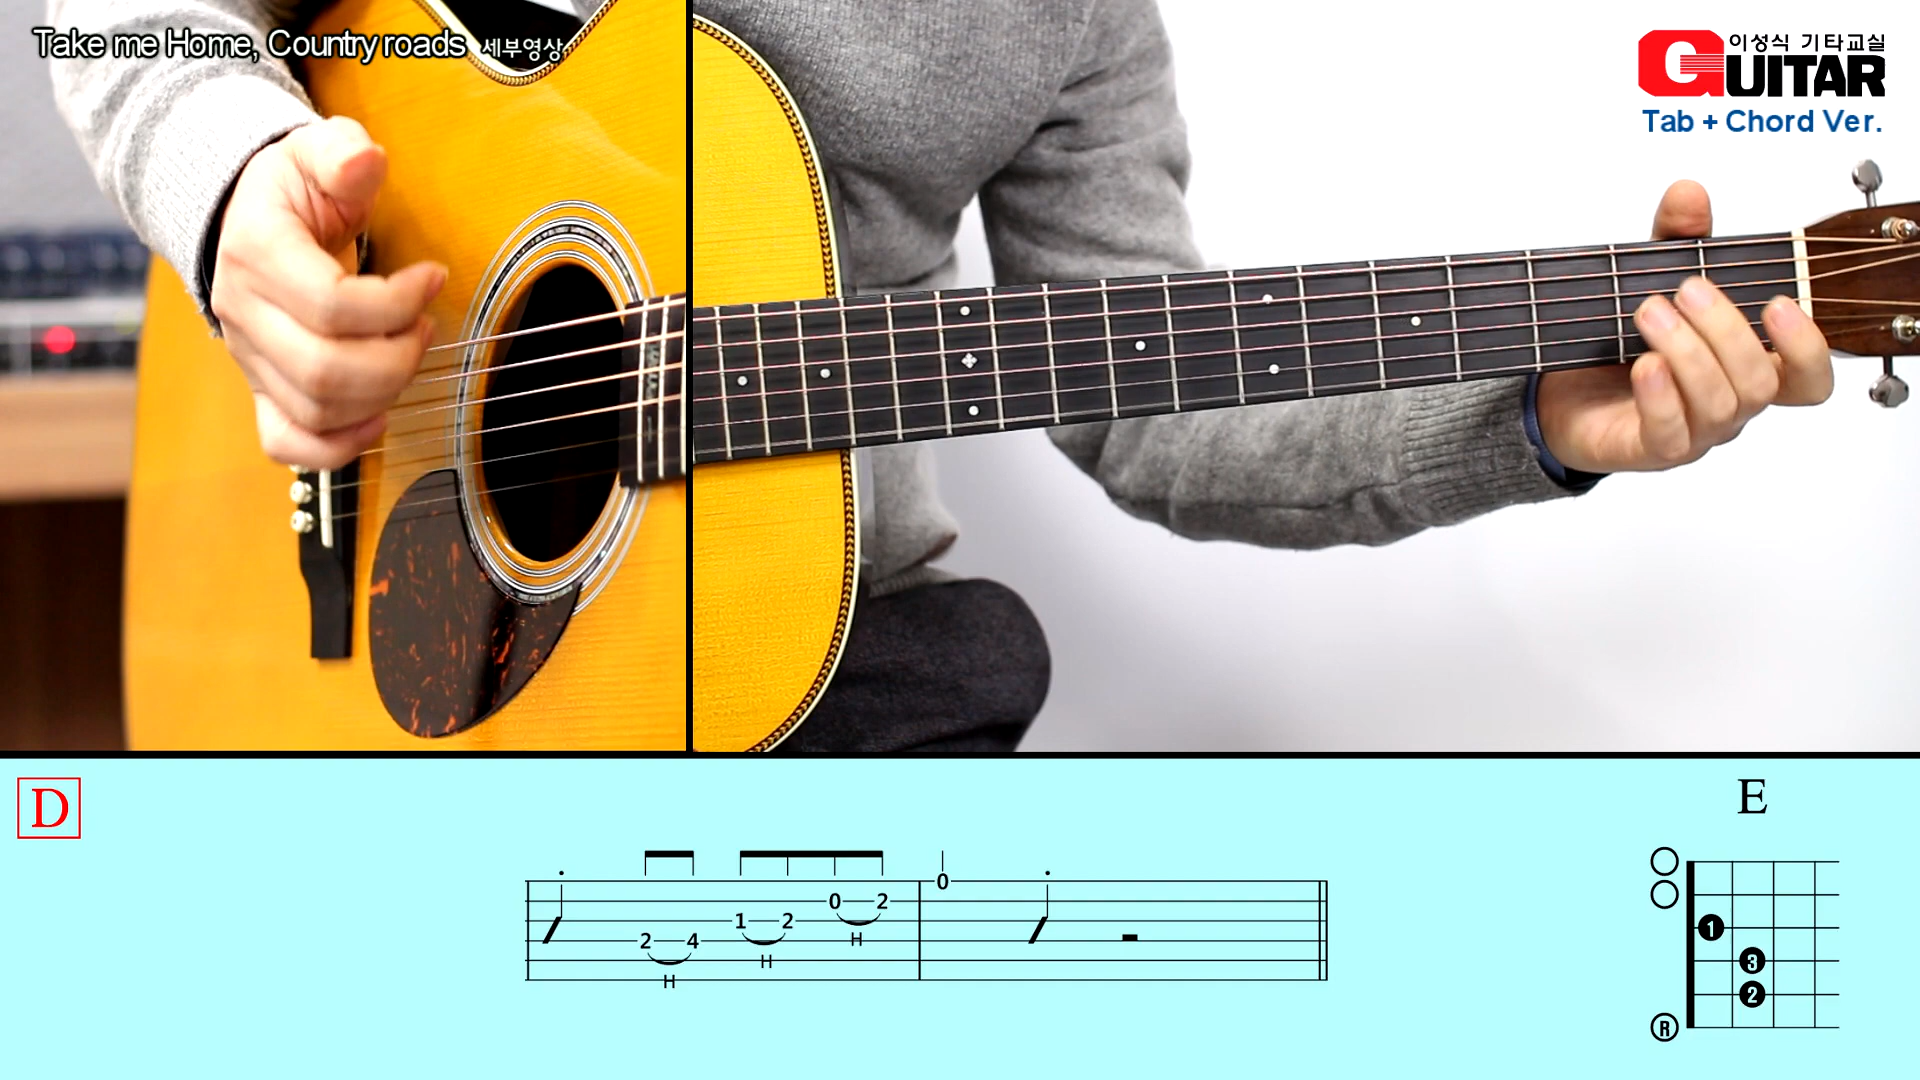 Take me Home, Country roads 세부영상
이성식 기타교실
GUITAR
Tab + Chord Ver.
D
E
0
0 2
1 2
H
2 4
H
H
1
3
2
R